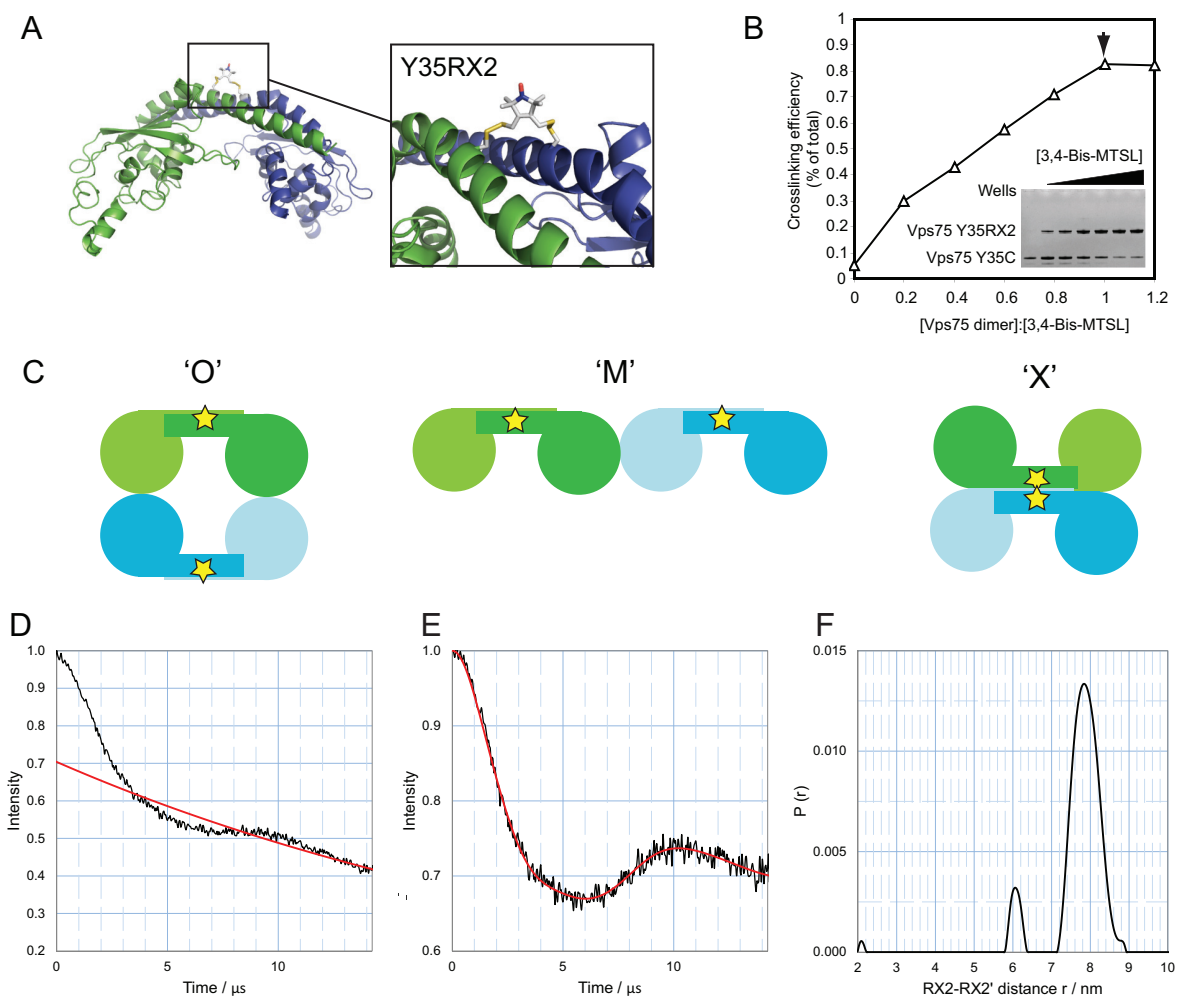 A
Y35RX2
B
Crosslinking efficiency
(% of total)
1
0.9
0.8
0.7
0.6
0.5
0.4
0.3
0.2
0.1
0
[3,4-Bis-MTSL]
Wells
Vps75 Y35RX2
Vps75 Y35C
0 0.2 0.4 0.6 0.8 1 1.2
[Vps75 dimer]:[3,4-Bis-MTSL]
C
‘O’ ‘M’ ‘X’
D
Intensity
1.0
0.9
0.8
0.7
0.6
0.5
0.4
0.3
0.2
0 5 10
Time / µs
E
Intensity
1.0
0.9
0.8
0.7
0.6
0 5 10
Time / µs
F
P (r)
0.015
0.010
0.005
0.000
2 3 4 5 6 7 8 9 10
RX2-RX2' distance r / nm